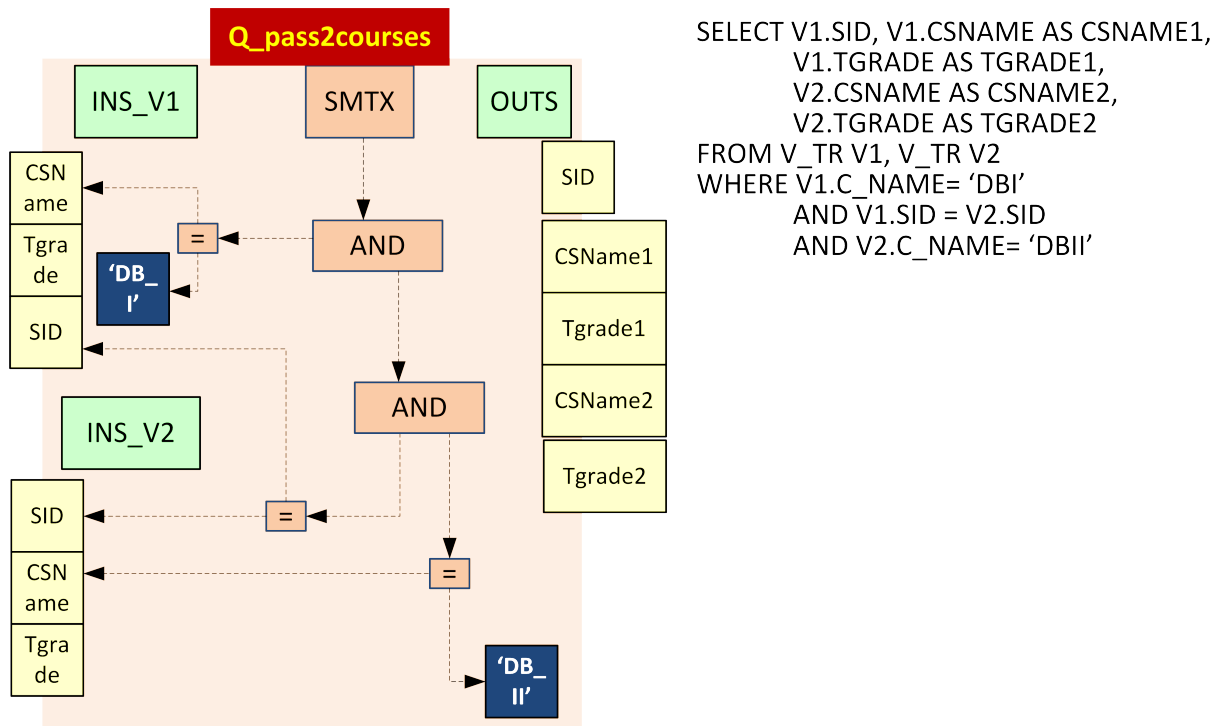 Q_pass2courses
INS_V1
SMTX
OUTS
CSN
ame
Tgra
de
SID
=
‘DB_
I’
AND
SID
CSName1
Tgrade1
CSName2
Tgrade2
AND
INS_V2
SID
CSN
ame
Tgra
de
=
=
‘DB_
II’
SELECT V1.SID, V1.CSNAME AS CSNAME1,
V1.TGRADE AS TGRADE1,
V2.CSNAME AS CSNAME2,
V2.TGRADE AS TGRADE2
FROM V_TR V1, V_TR V2
WHERE V1.C_NAME= ‘DBI’
AND V1.SID = V2.SID
AND V2.C_NAME= ‘DBII’